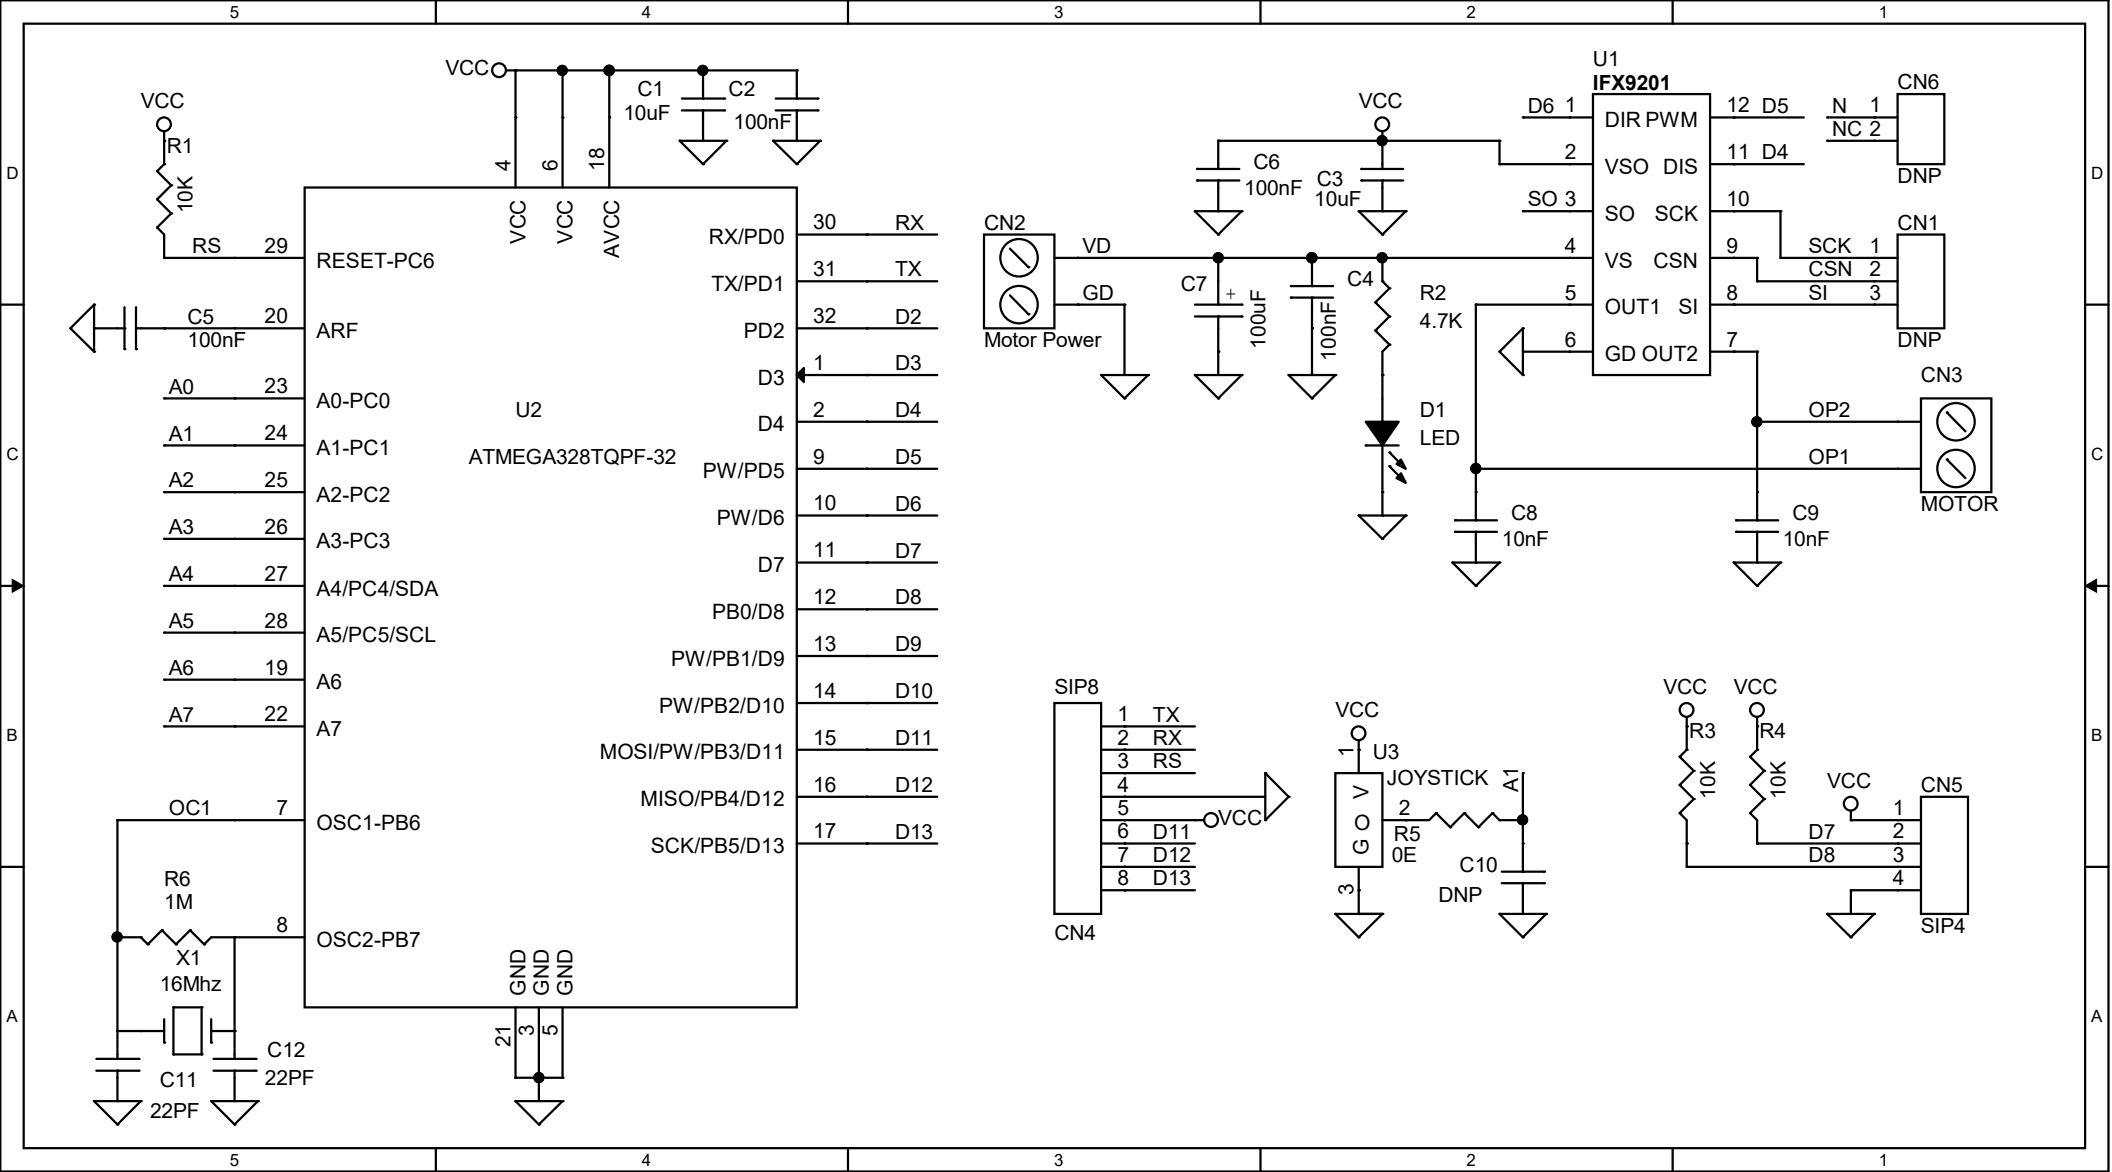 5 4 3 2 1
D
C
B
A
D
C
B
A
VCC
R1
10K
RS 29
RESET-PC6
C5 20
100nF
ARF
A0 23
A0-PC0
A1 24
A1-PC1
A2 25
A2-PC2
A3 26
A3-PC3
A4 27
A4/PC4/SDA
A5 28
A5/PC5/SCL
A6 19
A6
A7 22
A7
OC1 7
OSC1-PB6
R6
1M
8
OSC2-PB7
X1
16Mhz
C12
22PF
C11
22PF
VCC
C1
10uF
C2
100nF
4 6 18
VCC VCC AVCC
U2
ATMEGA328TQPF-32
RX/PD0 30 RX
TX/PD1 31 TX
PD2 32 D2
D3 1 D3
D4 2 D4
PW/PD5 9 D5
PW/D6 10 D6
D7 11 D7
PB0/D8 12 D8
PW/PB1/D9 13 D9
PW/PB2/D10 14 D10
MOSI/PW/PB3/D11 15 D11
MISO/PB4/D12 16 D12
SCK/PB5/D13 17 D13
GND GND GND
21 3 5
CN2
VD
GD
Motor Power
VCC
C6
100nF
C3
10uF
C7
+
100uF
C4
100nF
R2
4.7K
D1
LED
U1
IFX9201
D6 1 DIR PWM 12 D5
2 VSO DIS 11 D4
SO 3 SO SCK 10
4 VS CSN 9
5 OUT1 SI 8
6 GD OUT2 7
CN6
N 1
NC 2
DNP
CN1
SCK 1
CSN 2
SI 3
DNP
CN3
OP2
OP1
MOTOR
C8
10nF
C9
10nF
SIP8
1 TX
2 RX
3 RS
4
5 VCC
6 D11
7 D12
8 D13
CN4
VCC
1
U3
JOYSTICK
V
O
G
2
R5
0E
3
A1
C10
DNP
VCC VCC
R3 R4
10K 10K
VCC
CN5
1
D7 2
D8 3
4
SIP4
5 4 3 2 1